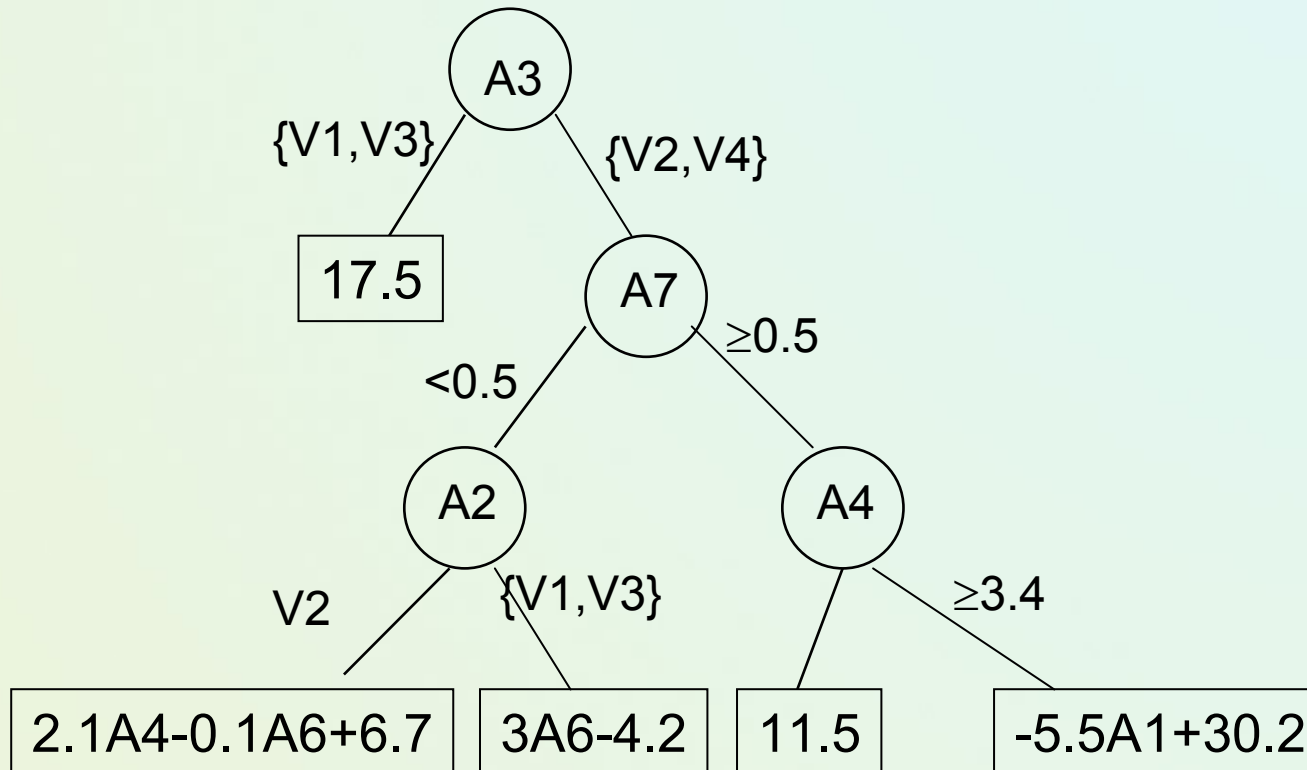 A3
{V1,V3}
{V2,V4}
17.5
A7
<0.5
≥0.5
A2
A4
V2
{V1,V3}
≥3.4
2.1A4-0.1A6+6.7
3A6-4.2
11.5
-5.5A1+30.2